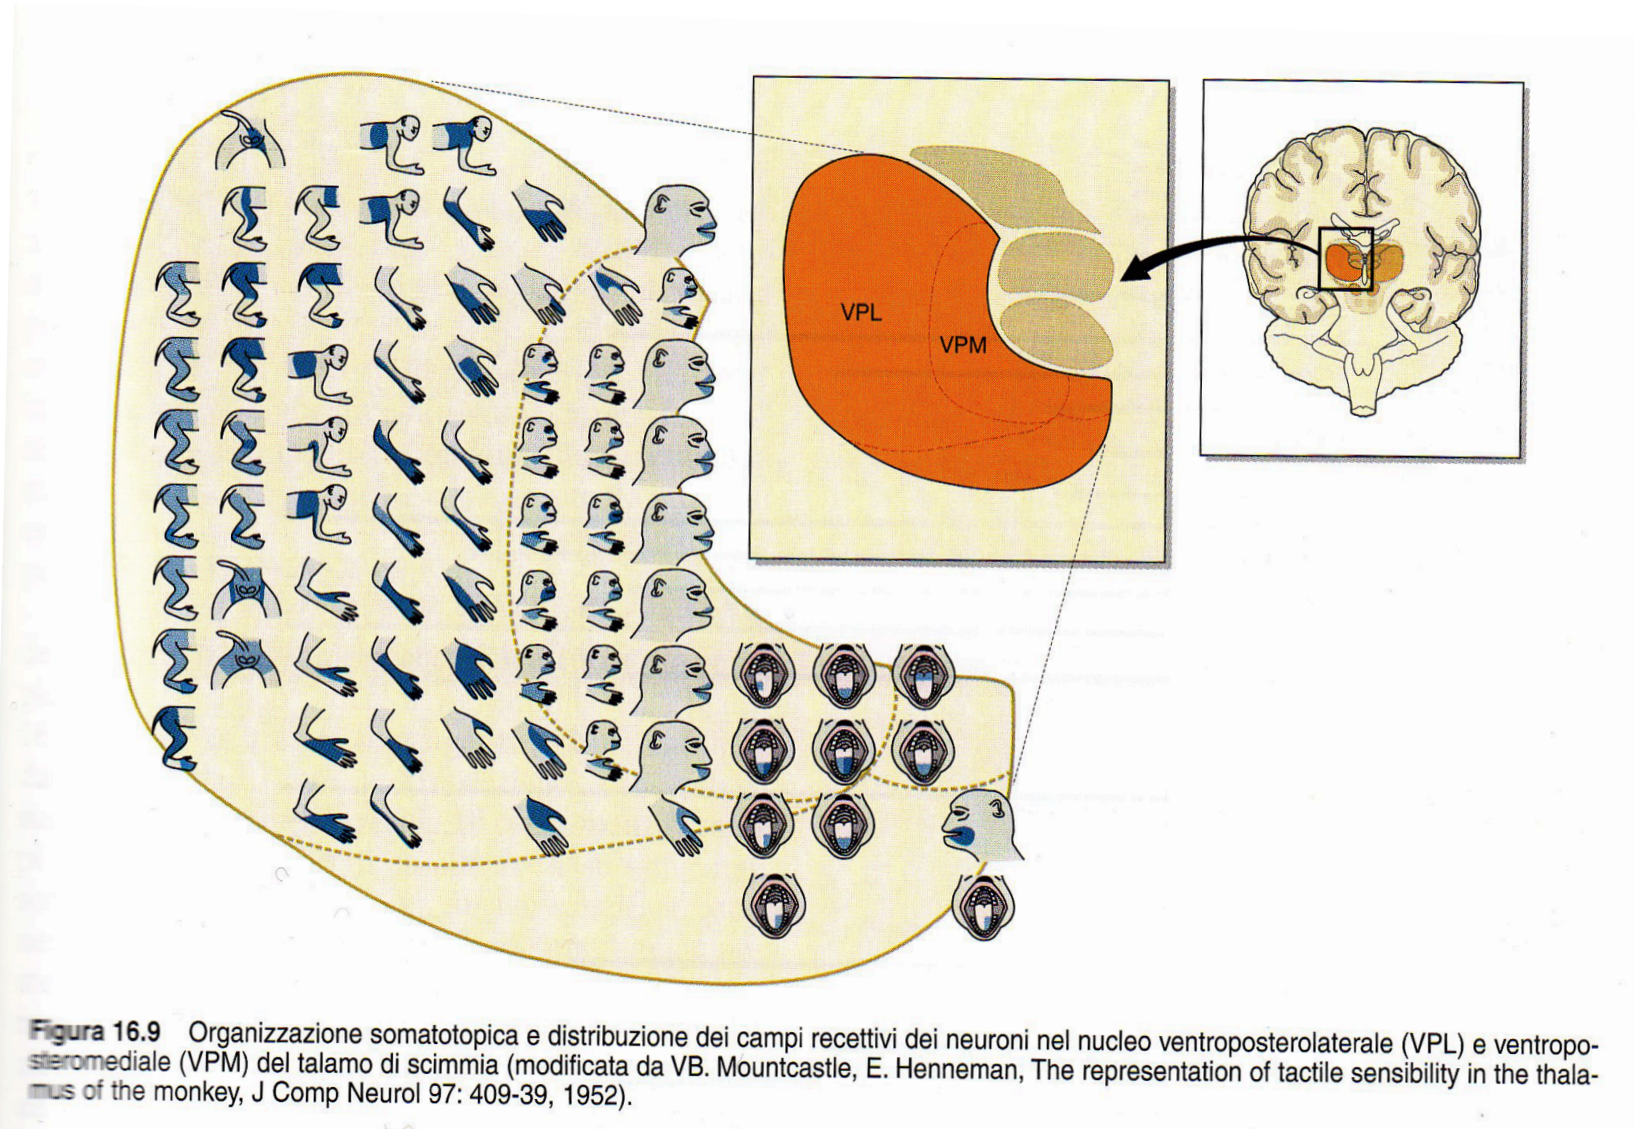 VPL
VPM
Figura 16.9 Organizzazione somatotopica e distribuzione dei campi recettivi dei neuroni nel nucleo ventroposterolaterale (VPL) e ventropo-
steromediale (VPM) del talamo di scimmia (modificata da VB. Mountcastle, E. Henneman, The representation of tactile sensibility in the thala-
mus of the monkey, J Comp Neurol 97: 409-39, 1952).